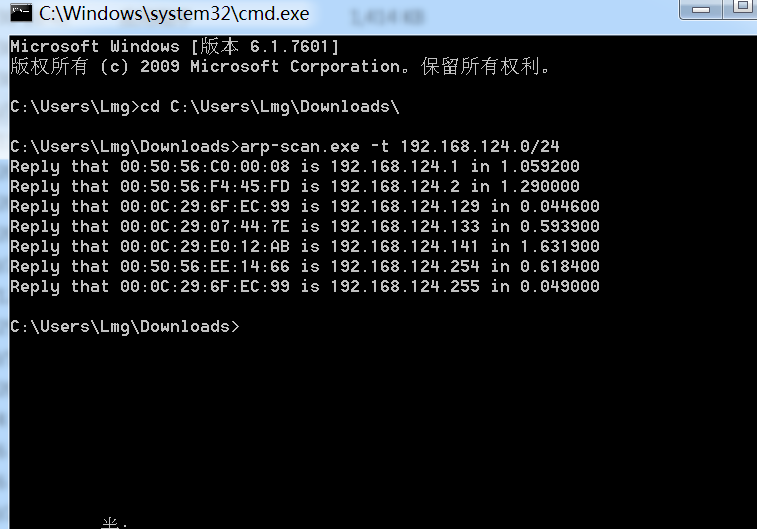 1,414 KB
C:\Windows\system32\cmd.exe
Microsoft Windows [版本 6.1.7601]
版权所有 (c) 2009 Microsoft Corporation。保留所有权利。
C:\Users\Lmg>cd C:\Users\Lmg\Downloads\
C:\Users\Lmg\Downloads>arp-scan.exe -t 192.168.124.0/24
Reply that 00:50:56:C0:00:08 is 192.168.124.1 in 1.059200
Reply that 00:50:56:F4:45:FD is 192.168.124.2 in 1.290000
Reply that 00:0C:29:6F:EC:99 is 192.168.124.129 in 0.044600
Reply that 00:0C:29:07:44:7E is 192.168.124.133 in 0.593900
Reply that 00:0C:29:E0:12:AB is 192.168.124.141 in 1.631900
Reply that 00:50:56:EE:14:66 is 192.168.124.254 in 0.618400
Reply that 00:0C:29:6F:EC:99 is 192.168.124.255 in 0.049000
C:\Users\Lmg\Downloads>
半: